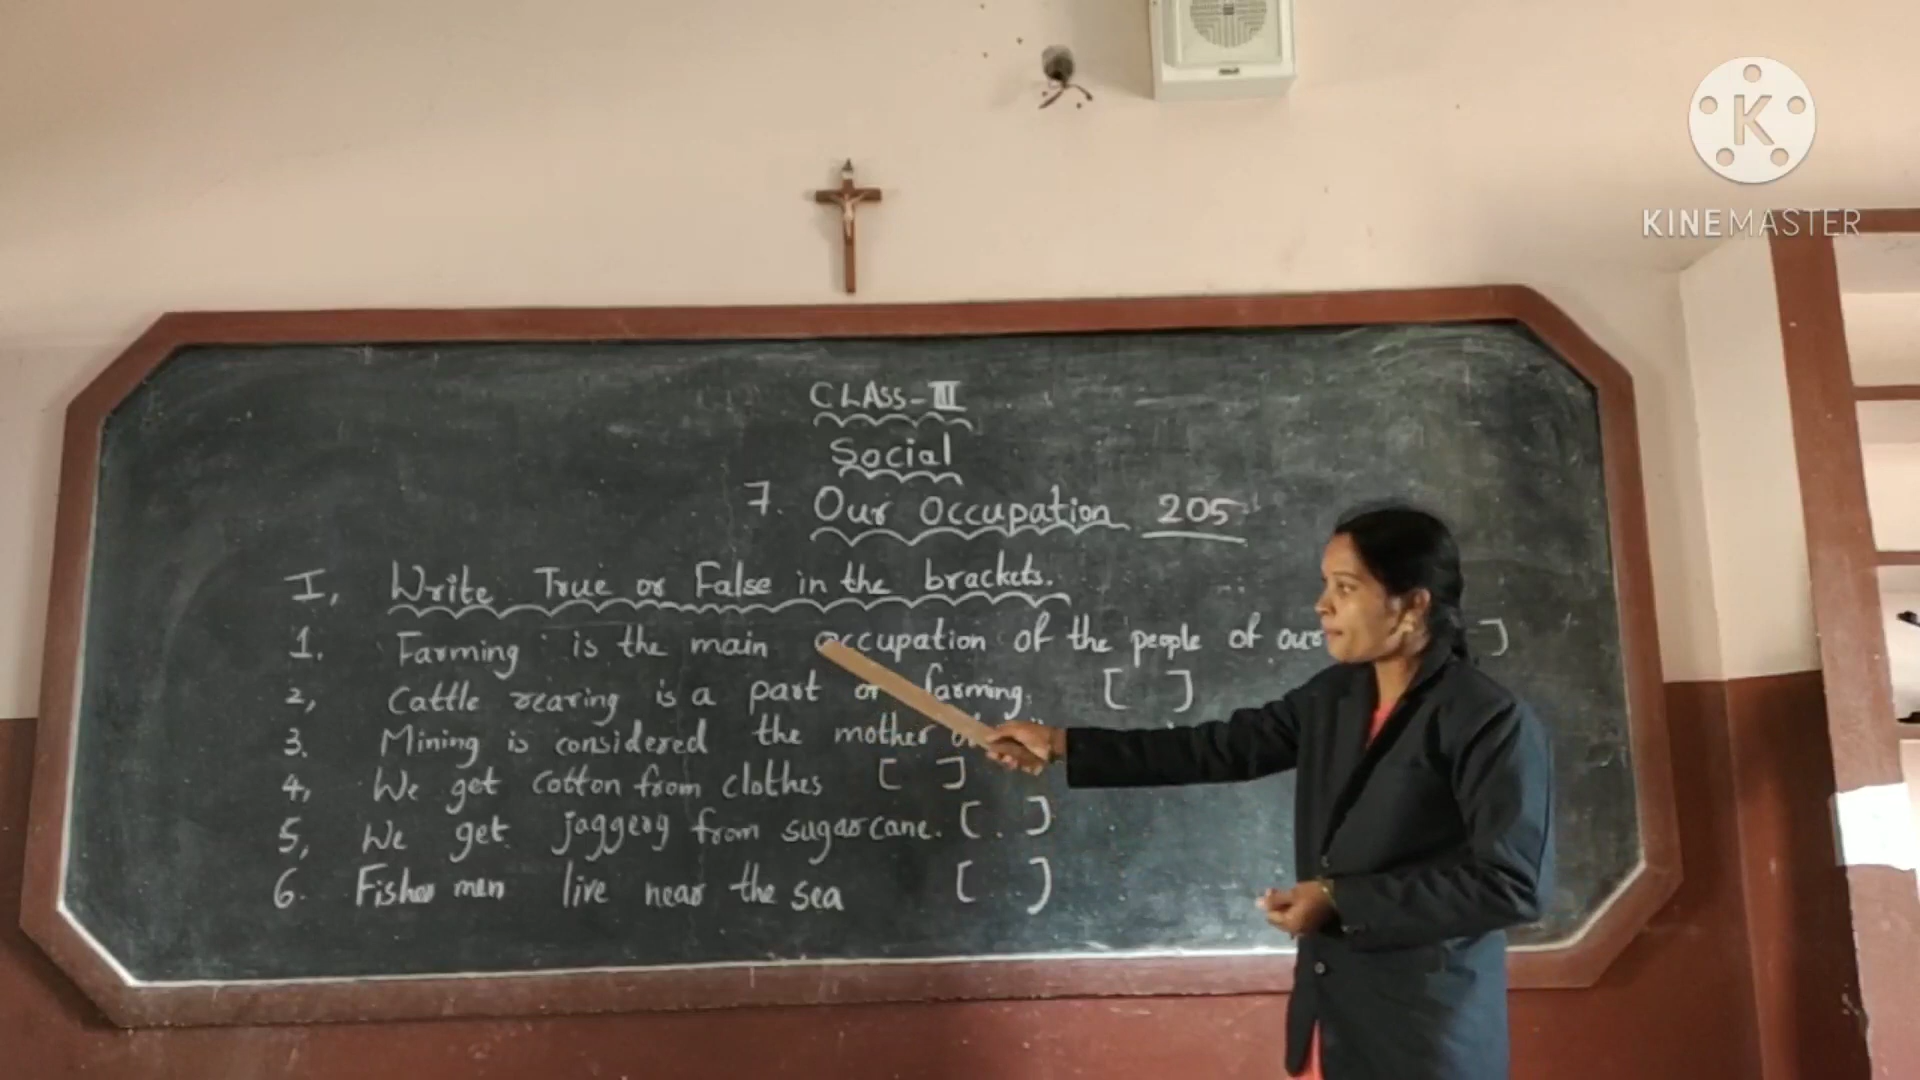 K
KINEMASTER
CLASS-III
Social
7. Our Occupation 205
I, Write True or False in the brackets.
1. Farming is the main occupation of the people of our ]
2, Cattle rearing is a part of farming. [ ]
3. Mining is considered the mother
4, We get cotton from clothes [ ]
5, We get jaggery from sugarcane. [ ]
6. Fisher men live near the sea [ ]